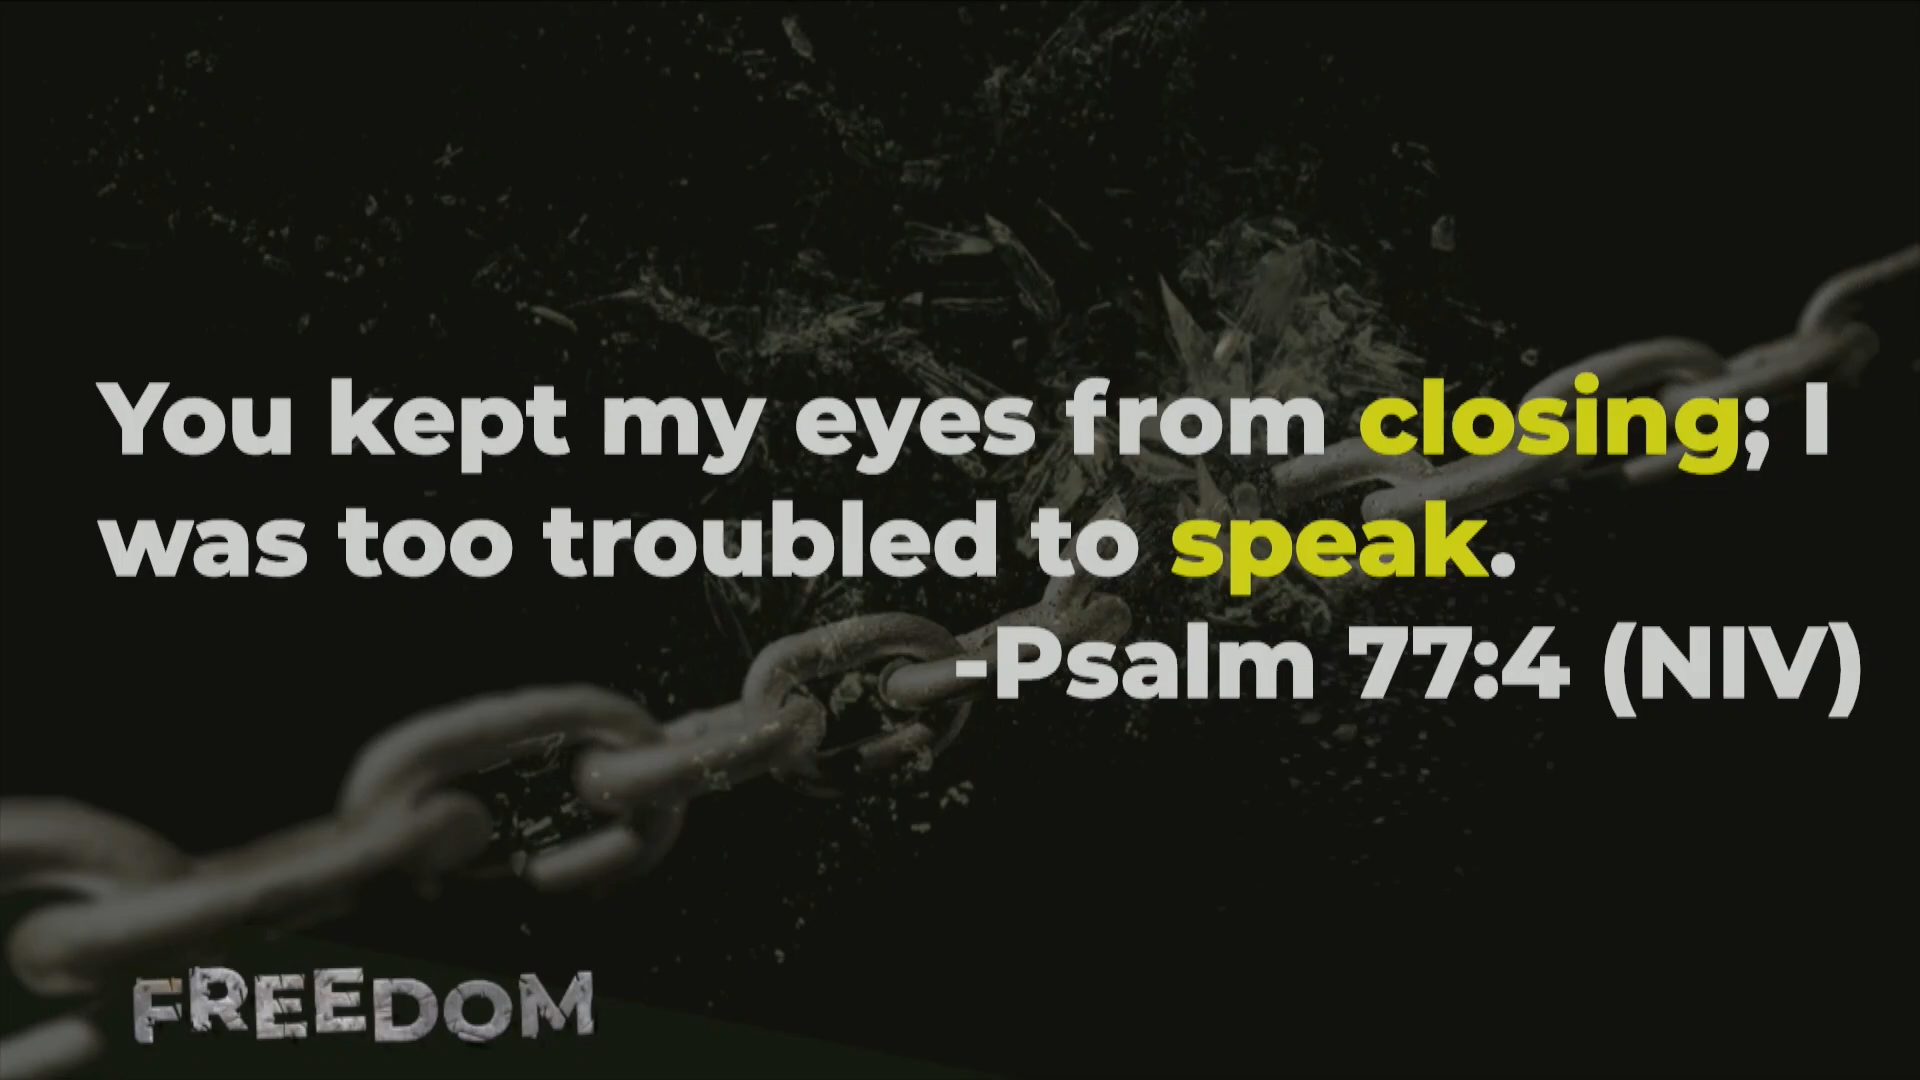 You kept my eyes from closing; I
was too troubled to speak.
-Psalm 77:4 (NIV)
FREEDOM